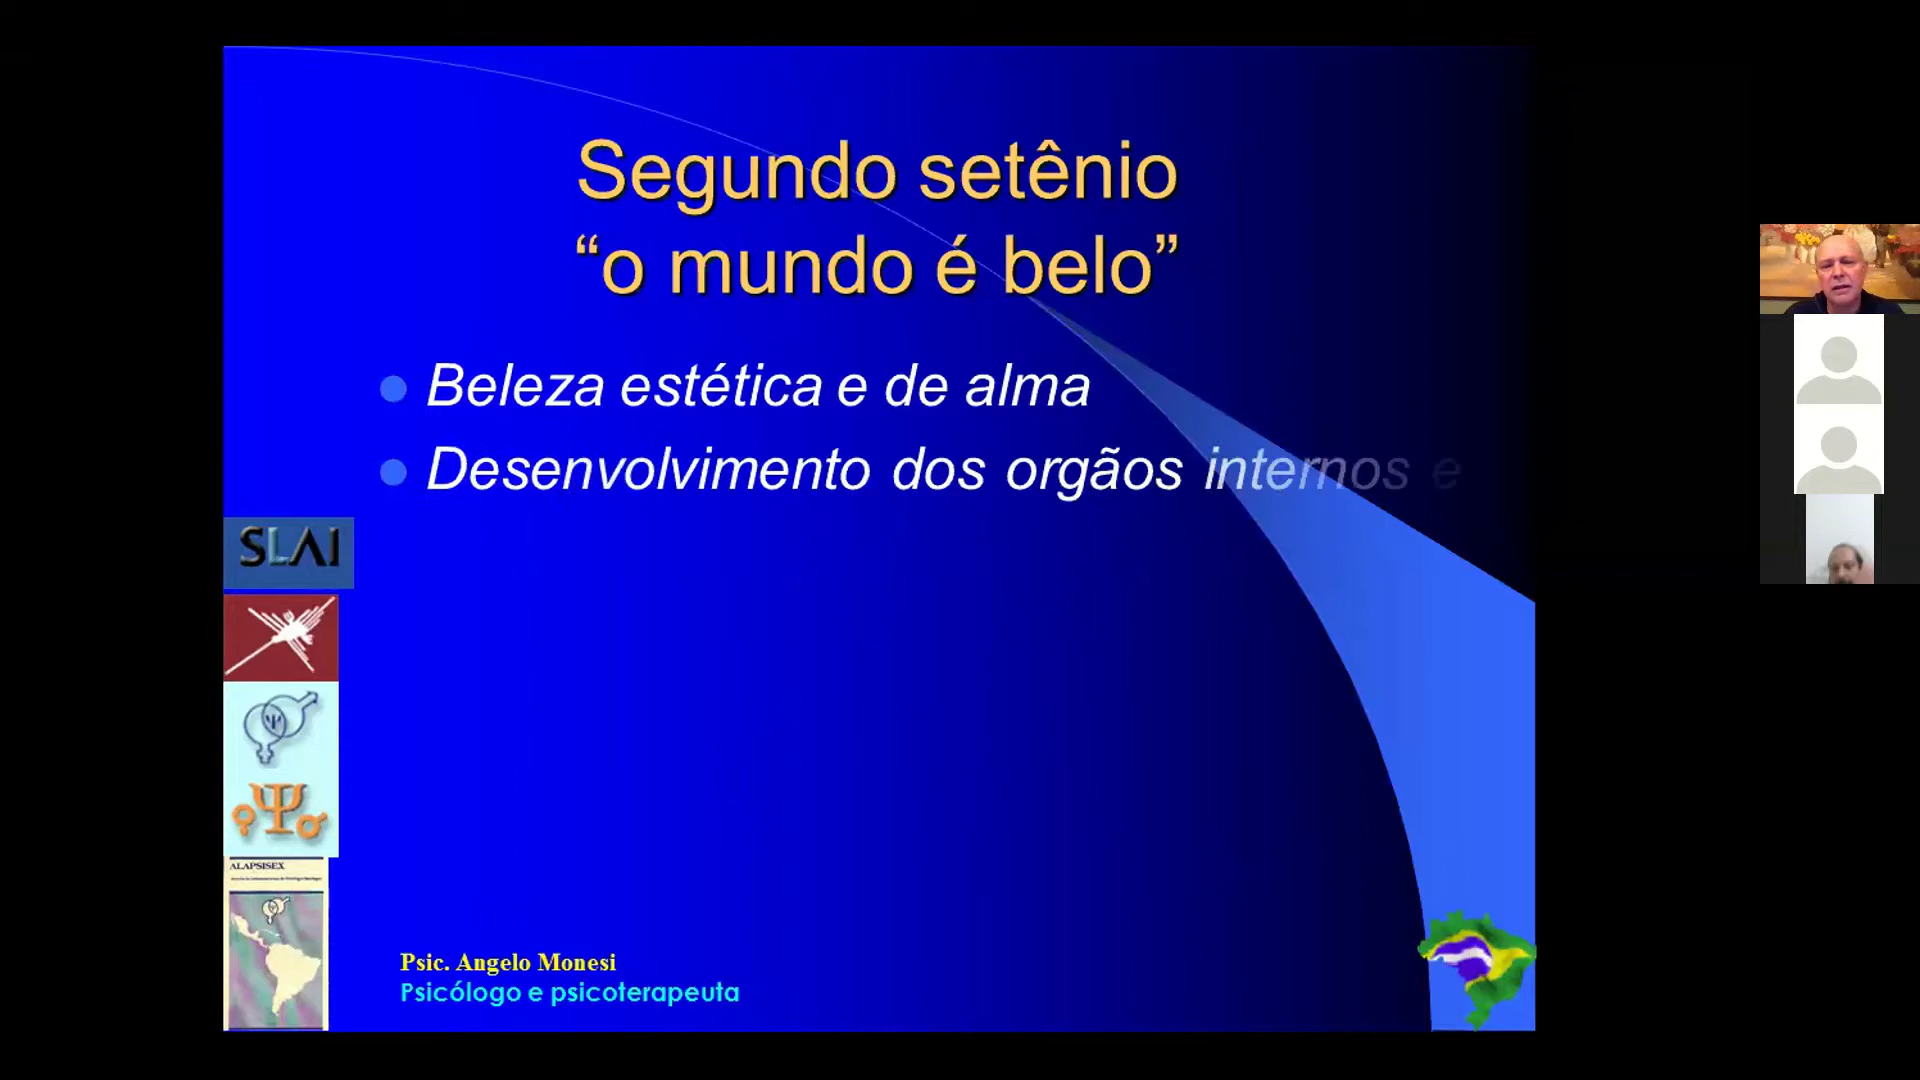 Segundo setênio
“o mundo é belo”
Beleza estética e de alma
Desenvolvimento dos orgãos internos e
SLAI
ALAPSISEX
Psic. Angelo Monesi
Psicólogo e psicoterapeuta